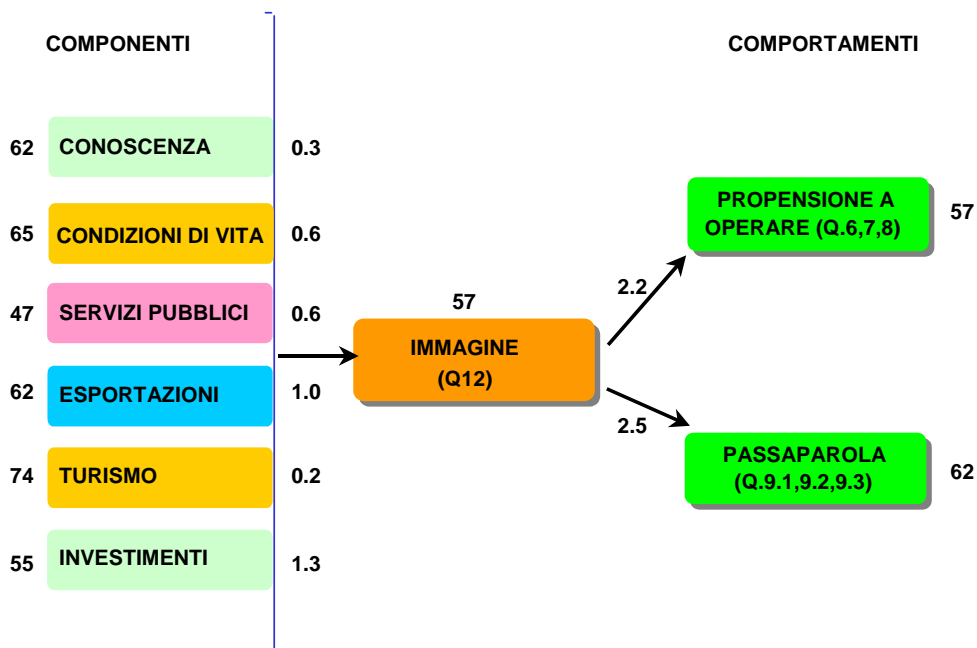 COMPONENTI
COMPORTAMENTI
62 CONOSCENZA 0.3
65 CONDIZIONI DI VITA 0.6
47 SERVIZI PUBBLICI 0.6
62 ESPORTAZIONI 1.0
74 TURISMO 0.2
55 INVESTIMENTI 1.3
57
IMMAGINE
(Q12)
2.2
2.5
PROPENSIONE A
OPERARE (Q.6,7,8)
57
PASSAPAROLA
(Q.9.1,9.2,9.3)
62